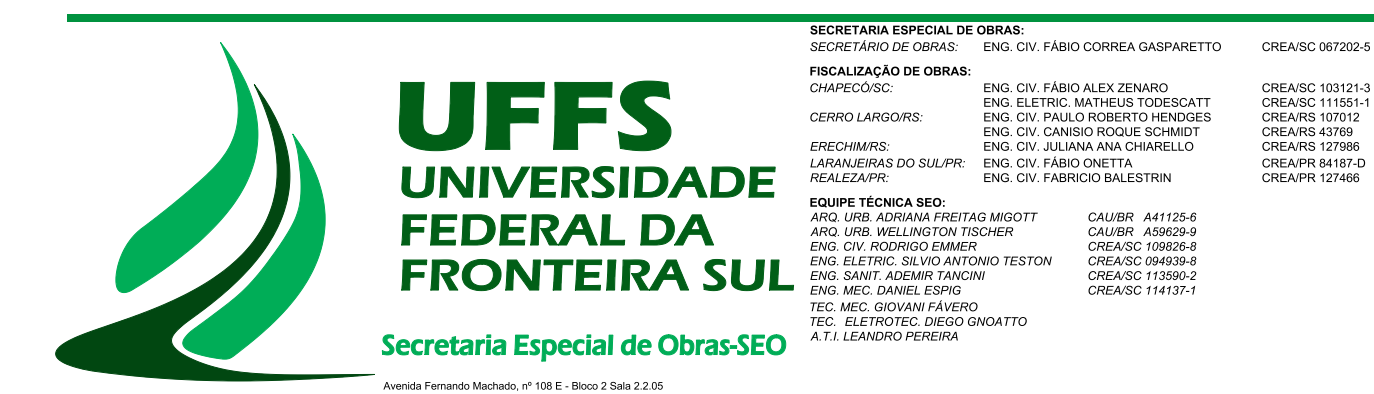 UFFS
UNIVERSIDADE
FEDERAL DA
FRONTEIRA SUL
Secretaria Especial de Obras-SEO
Avenida Fernando Machado, nº 108 E - Bloco 2 Sala 2.2.05
SECRETARIA ESPECIAL DE OBRAS:
SECRETÁRIO DE OBRAS: ENG. CIV. FÁBIO CORREA GASPARETTO CREA/SC 067202-5
FISCALIZAÇÃO DE OBRAS:
CHAPECÓ/SC: ENG. CIV. FÁBIO ALEX ZENARO CREA/SC 103121-3
ENG. ELETRIC. MATHEUS TODESCATT CREA/SC 111551-1
CERRO LARGO/RS: ENG. CIV. PAULO ROBERTO HENDGES CREA/RS 107012
ENG. CIV. CANISIO ROQUE SCHMIDT CREA/RS 43769
ERECHIM/RS: ENG. CIV. JULIANA ANA CHIARELLO CREA/RS 127986
LARANJEIRAS DO SUL/PR: ENG. CIV. FÁBIO ONETTA CREA/PR 84187-D
REALEZA/PR: ENG. CIV. FABRICIO BALESTRIN CREA/PR 127466
EQUIPE TÉCNICA SEO:
ARQ. URB. ADRIANA FREITAG MIGOTT CAU/BR A41125-6
ARQ. URB. WELLINGTON TISCHER CAU/BR A59629-9
ENG. CIV. RODRIGO EMMER CREA/SC 109826-8
ENG. ELETRIC. SILVIO ANTONIO TESTON CREA/SC 094939-8
ENG. SANIT. ADEMIR TANCINI CREA/SC 113590-2
ENG. MEC. DANIEL ESPIG CREA/SC 114137-1
TEC. MEC. GIOVANI FÁVERO
TEC. ELETROTEC. DIEGO GNOATTO
A.T.I. LEANDRO PEREIRA